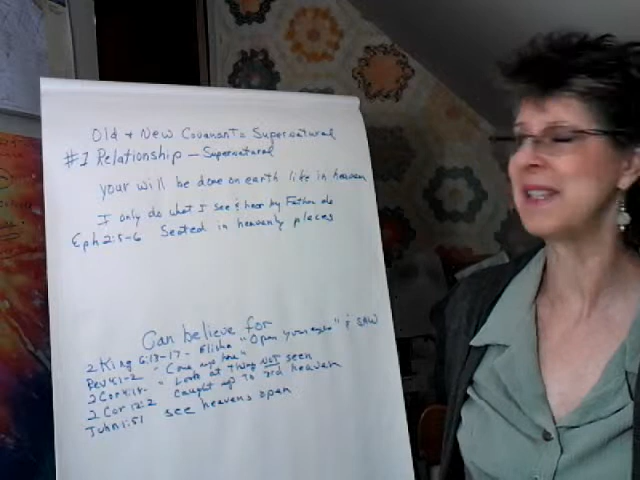 Old + New Covenant = Supernatural
#1 Relationship - Supernatural
your will be done on earth like in heaven
I only do what I see & hear my Father do
Eph 2:5-6 Seated in heavenly places
Can believe for
2 King 6:13-17 - Elisha "Open your eyes" & SAW
Rev 4:1-2 "Come up here"
2 Cor 4:18 - "Look at things NOT seen
2 Cor 12:2 caught up to 3rd heaven
John 1:51 see heavens open